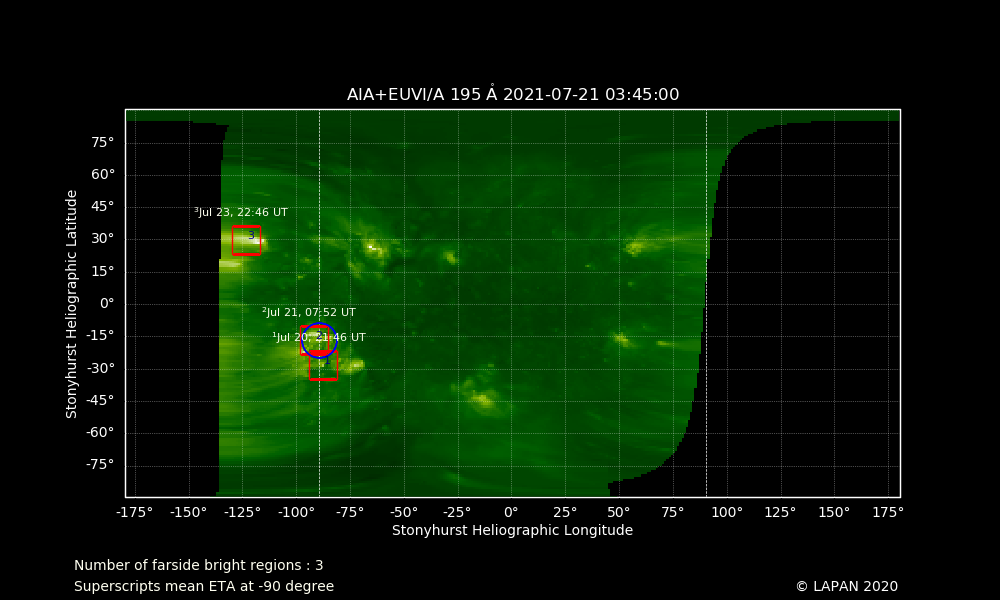 AIA+EUVI/A 195 Å 2021-07-21 03:45:00
75°
60°
45°
30°
15°
0°
-15°
-30°
-45°
-60°
-75°
Stonyhurst Heliographic Latitude
³Jul 23, 22:46 UT
3
²Jul 21, 07:52 UT
¹Jul 20, 21:46 UT
-175° -150° -125° -100° -75° -50° -25° 0° 25° 50° 75° 100° 125° 150° 175°
Stonyhurst Heliographic Longitude
Number of farside bright regions : 3
Superscripts mean ETA at -90 degree
© LAPAN 2020